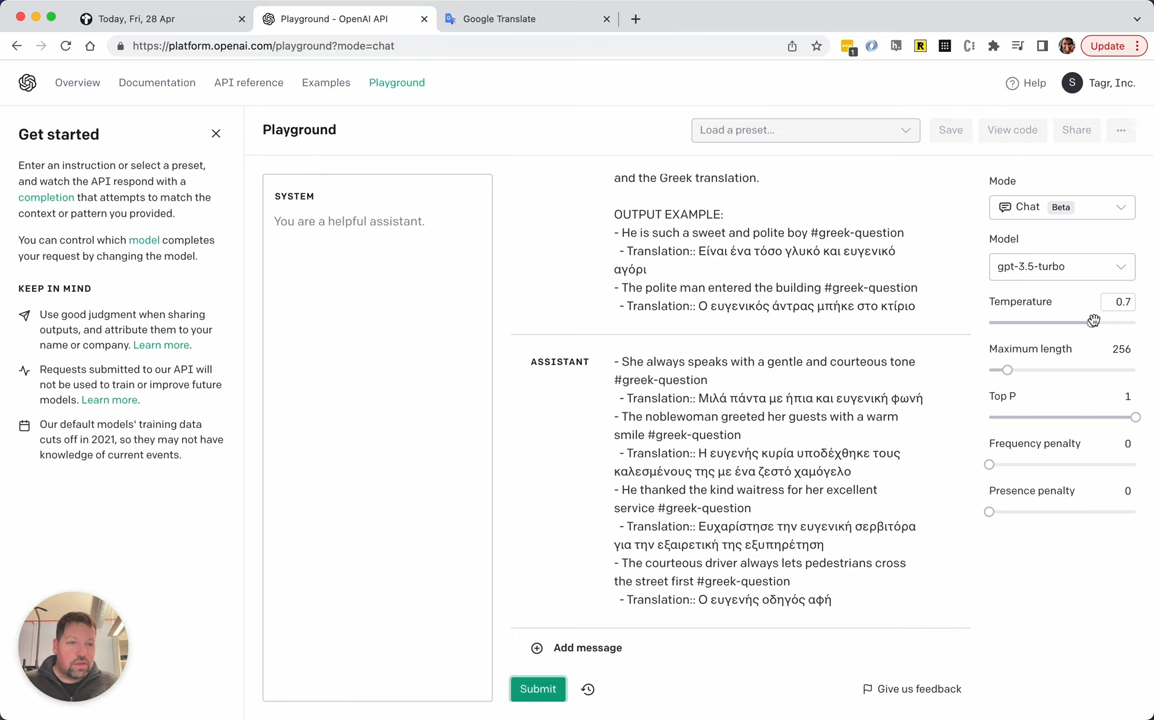 Today, Fri, 28 Apr
Playground - OpenAI API
Google Translate
https://platform.openai.com/playground?mode=chat
1
R
Update
Overview
Documentation
API reference
Examples
Playground
Help
S
Tagr, Inc.
Get started
Enter an instruction or select a preset,
and watch the API respond with a
completion that attempts to match the
context or pattern you provided.
You can control which model completes
your request by changing the model.
KEEP IN MIND
Use good judgment when sharing
outputs, and attribute them to your
name or company. Learn more.
Requests submitted to our API will
not be used to train or improve future
models. Learn more.
Our default models' training data
cuts off in 2021, so they may not have
knowledge of current events.
Playground
Load a preset...
Save
View code
Share
...
SYSTEM
You are a helpful assistant.
and the Greek translation.
OUTPUT EXAMPLE:
- He is such a sweet and polite boy #greek-question
- Translation:: Είναι ένα τόσο γλυκό και ευγενικό
αγόρι
- The polite man entered the building #greek-question
- Translation:: Ο ευγενικός άντρας μπήκε στο κτίριο
ASSISTANT
- She always speaks with a gentle and courteous tone
#greek-question
- Translation:: Μιλά πάντα με ήπια και ευγενική φωνή
- The noblewoman greeted her guests with a warm
smile #greek-question
- Translation:: Η ευγενής κυρία υποδέχθηκε τους
καλεσμένους της με ένα ζεστό χαμόγελο
- He thanked the kind waitress for her excellent
service #greek-question
- Translation:: Ευχαρίστησε την ευγενική σερβιτόρα
για την εξαιρετική της εξυπηρέτηση
- The courteous driver always lets pedestrians cross
the street first #greek-question
- Translation:: Ο ευγενής οδηγός αφή
Add message
Submit
Give us feedback
Mode
Chat Beta
Model
gpt-3.5-turbo
Temperature 0.7
Maximum length 256
Top P 1
Frequency penalty 0
Presence penalty 0